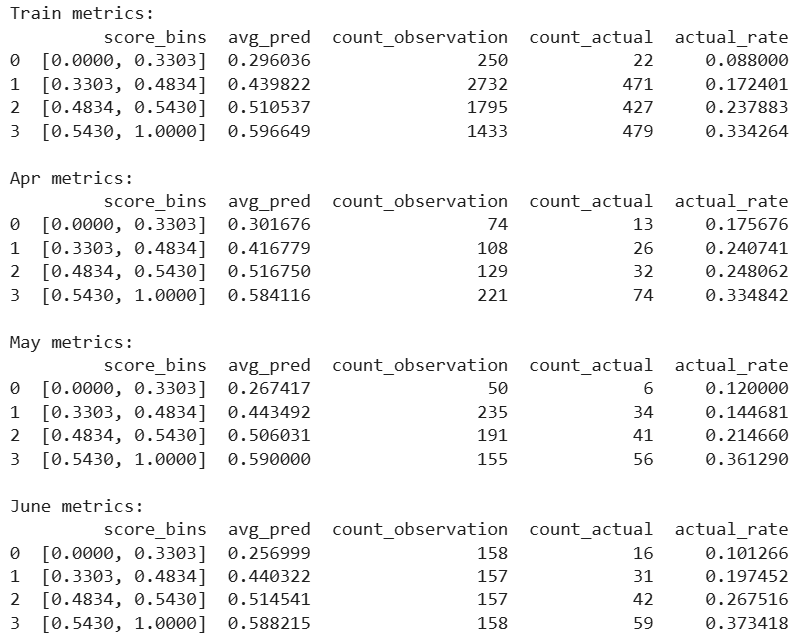 Train metrics:
score_bins avg_pred count_observation count_actual actual_rate
0 [0.0000, 0.3303] 0.296036 250 22 0.088000
1 [0.3303, 0.4834] 0.439822 2732 471 0.172401
2 [0.4834, 0.5430] 0.510537 1795 427 0.237883
3 [0.5430, 1.0000] 0.596649 1433 479 0.334264
Apr metrics:
score_bins avg_pred count_observation count_actual actual_rate
0 [0.0000, 0.3303] 0.301676 74 13 0.175676
1 [0.3303, 0.4834] 0.416779 108 26 0.240741
2 [0.4834, 0.5430] 0.516750 129 32 0.248062
3 [0.5430, 1.0000] 0.584116 221 74 0.334842
May metrics:
score_bins avg_pred count_observation count_actual actual_rate
0 [0.0000, 0.3303] 0.267417 50 6 0.120000
1 [0.3303, 0.4834] 0.443492 235 34 0.144681
2 [0.4834, 0.5430] 0.506031 191 41 0.214660
3 [0.5430, 1.0000] 0.590000 155 56 0.361290
June metrics:
score_bins avg_pred count_observation count_actual actual_rate
0 [0.0000, 0.3303] 0.256999 158 16 0.101266
1 [0.3303, 0.4834] 0.440322 157 31 0.197452
2 [0.4834, 0.5430] 0.514541 157 42 0.267516
3 [0.5430, 1.0000] 0.588215 158 59 0.373418